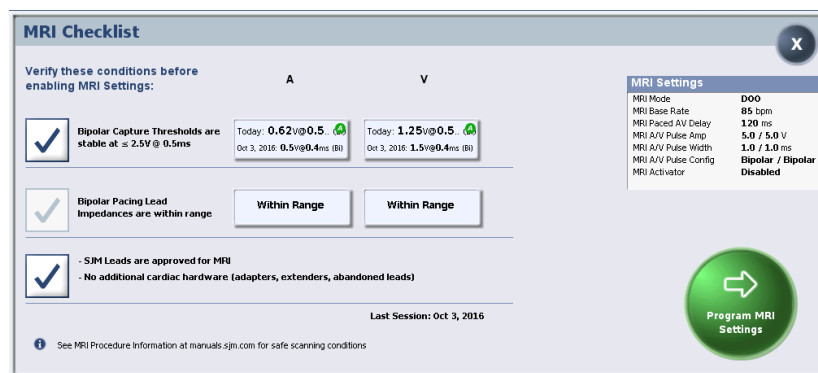 MRI Checklist
X
Verify these conditions before
enabling MRI Settings:
A
V
Bipolar Capture Thresholds are
stable at ≤ 2.5V @ 0.5ms
Today: 0.62V@0.5.. (Bi)
A
Oct 3, 2016: 0.5V@0.4ms (Bi)
Today: 1.25V@0.5.. (Bi)
A
Oct 3, 2016: 1.5V@0.4ms (Bi)
Bipolar Pacing Lead
Impedances are within range
Within Range
Within Range
- SJM Leads are approved for MRI
- No additional cardiac hardware (adapters, extenders, abandoned leads)
Last Session: Oct 3, 2016
i See MRI Procedure Information at manuals.sjm.com for safe scanning conditions
MRI Settings
MRI Mode DOO
MRI Base Rate 85 bpm
MRI Paced AV Delay 120 ms
MRI A/V Pulse Amp 5.0 / 5.0 V
MRI A/V Pulse Width 1.0 / 1.0 ms
MRI A/V Pulse Config Bipolar / Bipolar
MRI Activator Disabled
Program MRI
Settings